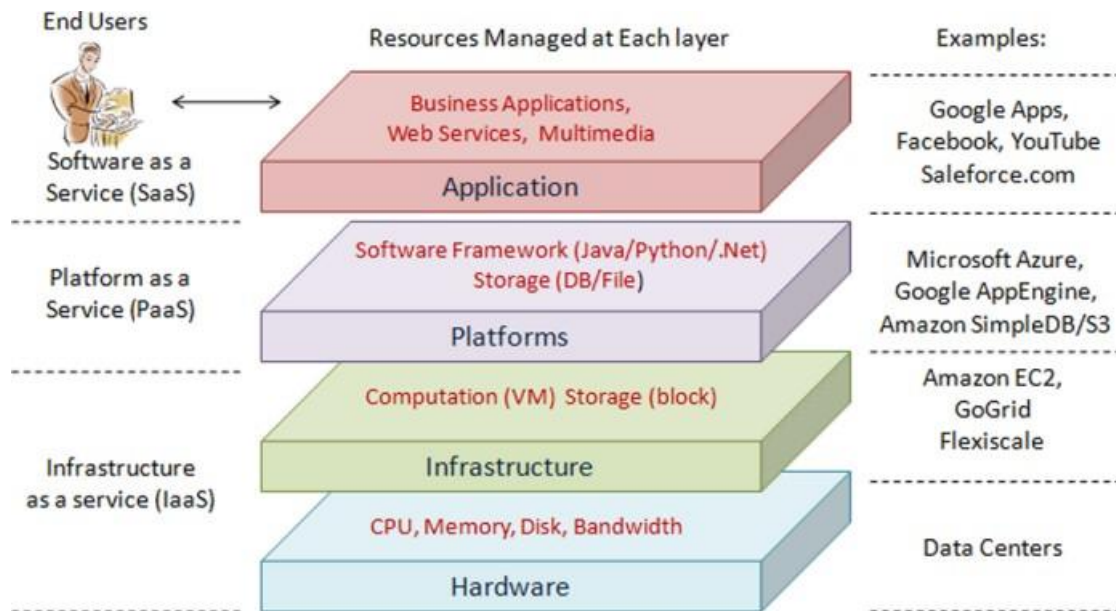 End Users
Resources Managed at Each layer
Examples:
Business Applications,
Web Services, Multimedia
Application
Google Apps,
Facebook, YouTube
Saleforce.com
Software as a
Service (SaaS)
Software Framework (Java/Python/.Net)
Storage (DB/File)
Platforms
Platform as a
Service (PaaS)
Microsoft Azure,
Google AppEngine,
Amazon SimpleDB/S3
Computation (VM) Storage (block)
Infrastructure
Amazon EC2,
GoGrid
Flexiscale
Infrastructure
as a service (IaaS)
CPU, Memory, Disk, Bandwidth
Hardware
Data Centers